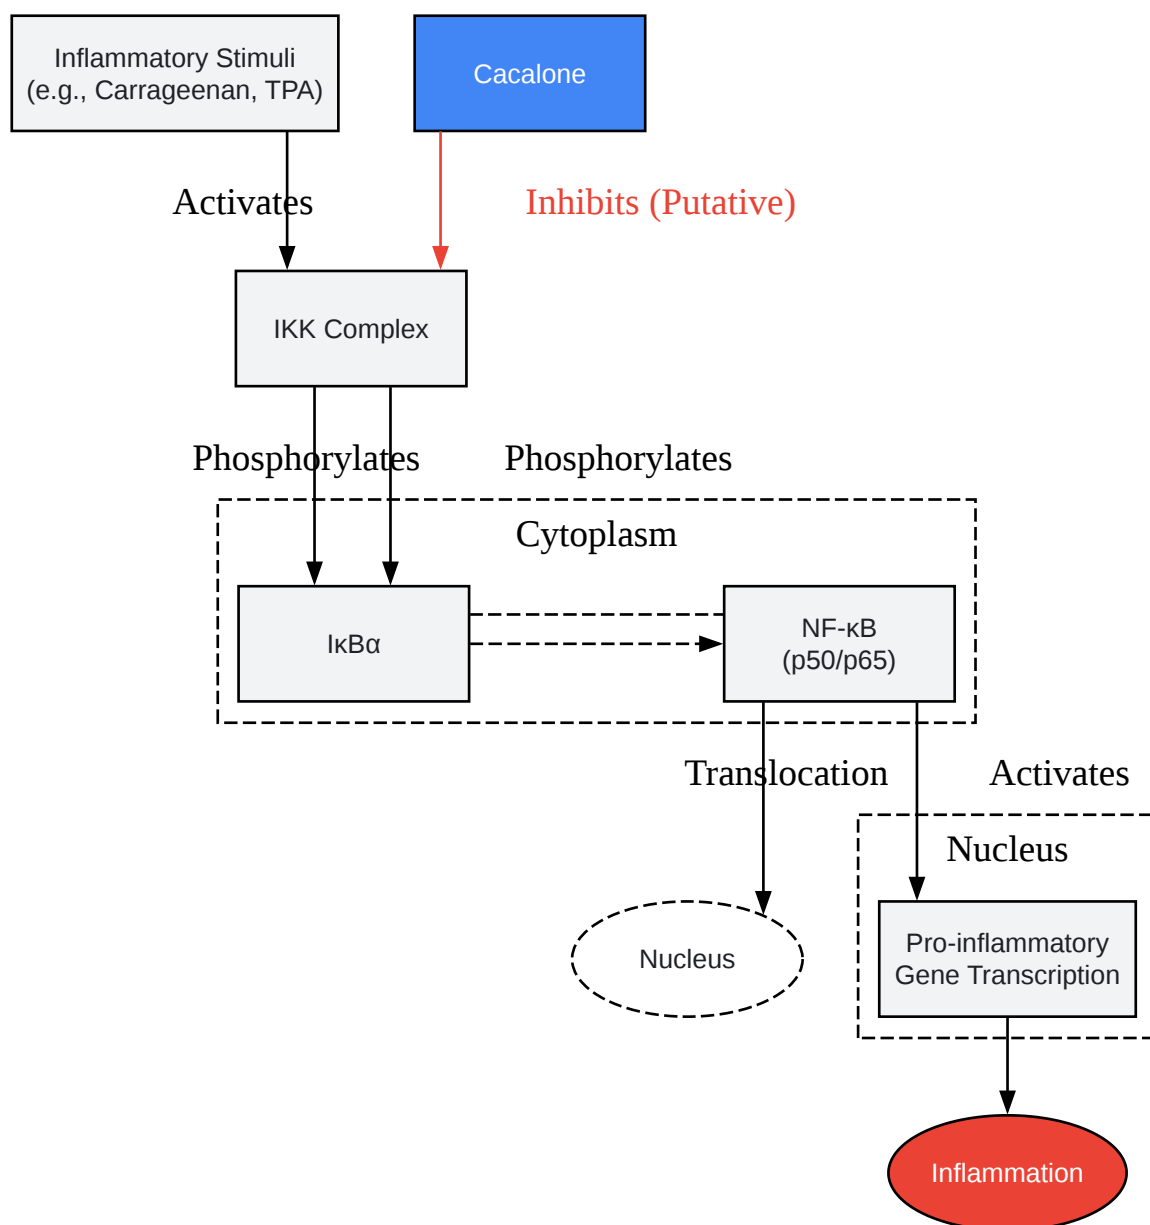 Inflammatory Stimuli
(e.g., Carrageenan, TPA)
Cacalone
Activates
Inhibits (Putative)
IKK Complex
Phosphorylates
Phosphorylates
Cytoplasm
IκBα
NF-κB
(p50/p65)
Translocation
Activates
Nucleus
Nucleus
Pro-inflammatory
Gene Transcription
Inflammation